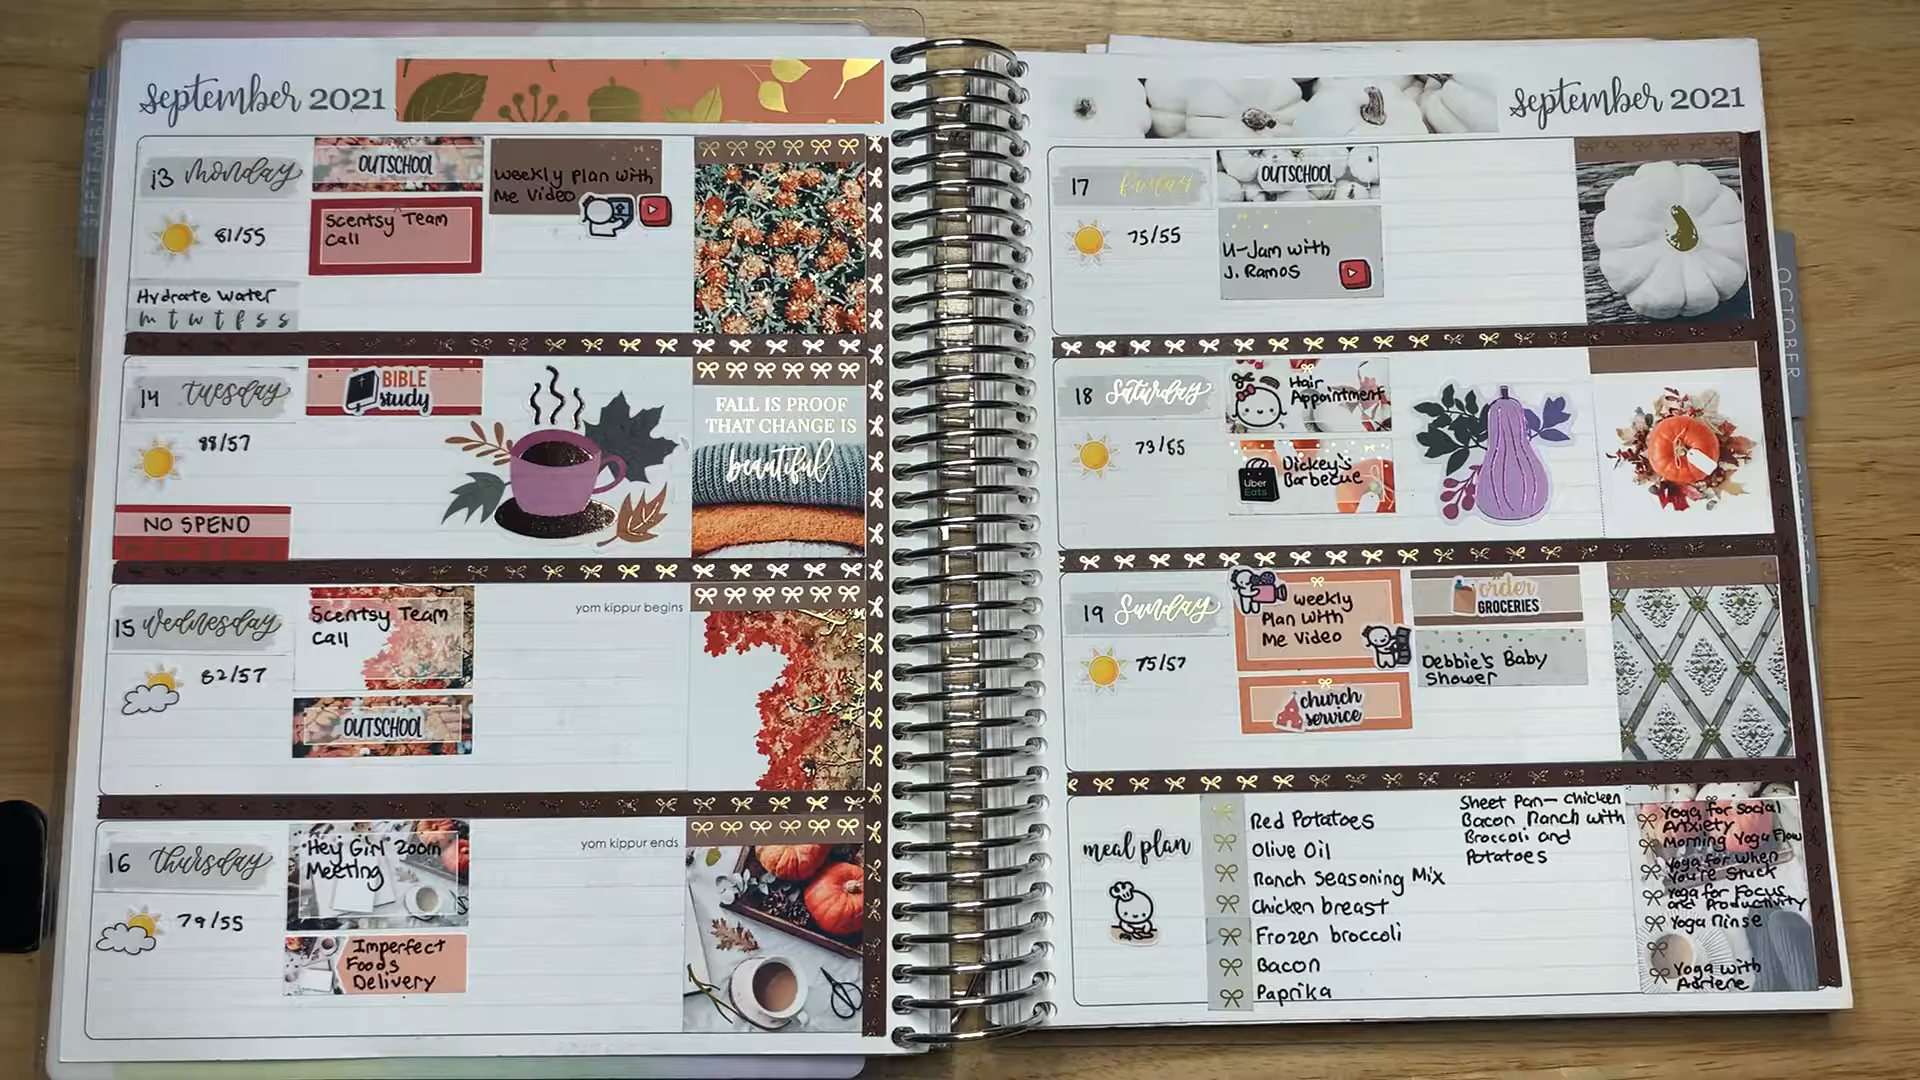 september 2021
13 monday
OUTSCHOOL
weekly plan with
me video
81/55
Scentsy Team
Call
Hydrate Water
m t w t f s s
14 tuesday
BIBLE
study
88/57
FALL IS PROOF
THAT CHANGE IS
beautiful
NO SPEND
15 wednesday
Scentsy Team
Call
yom kippur begins
82/57
OUTSCHOOL
16 thursday
Hey Girl Zoom
Meeting
yom kippur ends
79/55
Imperfect
Foods
Delivery
september 2021
17 friday
OUTSCHOOL
75/55
U-Jam with
J. Ramos
18 Saturday
Hair
Appointment
73/55
Uber
Eats
Dickey's
Barbecue
19 Sunday
weekly
Plan with
Me Video
order
GROCERIES
75/57
Debbie's Baby
Shower
church
service
meal plan
Red Potatoes
Olive Oil
Ranch Seasoning Mix
Chicken breast
Frozen broccoli
Bacon
Paprika
Sheet Pan- Chicken
Bacon Ranch with
Broccoli and
Potatoes
Yoga for Social
Anxiety
Morning Yoga Flow
Yoga for when
You're Stuck
Yoga for Focus
and Productivity
Yoga Rinse
Yoga with
Adriene
SEPTEMBER
OCTOBER